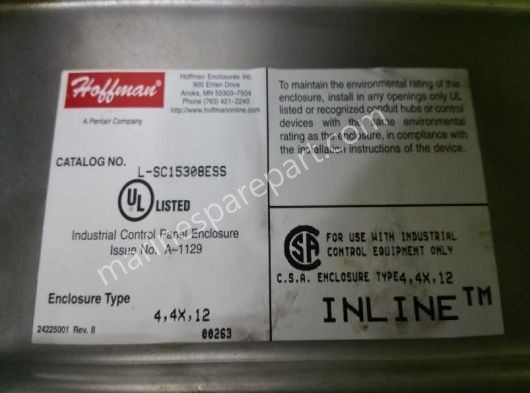 Hoffman®
A Pentair Company
Hoffman Enclosures Inc.
900 Ehlen Drive
Anoka, MN 55303-7504
Phone (763) 421-2240
http://www.hoffmanonline.com
CATALOG NO.
L-SC15308ESS
UL® LISTED
Industrial Control Panel Enclosure
Issue No. A-1129
Enclosure Type
4,4X,12
24225001 Rev. II
00263
To maintain the environmental rating of this
enclosure, install in any openings only UL
listed or recognized conduit hubs or control
devices with the same environmental
rating as the enclosure, in compliance with
the installation instructions of the device.
CSA®
FOR USE WITH INDUSTRIAL
CONTROL EQUIPMENT ONLY
C.S.A. ENCLOSURE TYPE 4,4X,12
INLINE™
marinesparepart.com